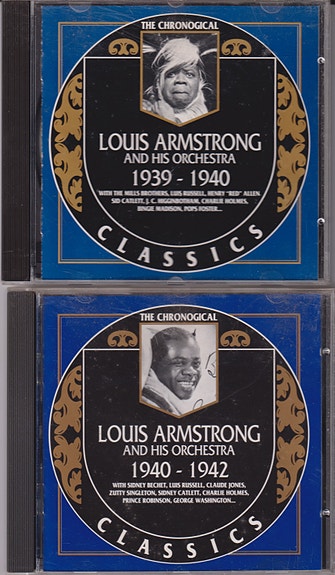 THE CHRONOGICAL
LOUIS ARMSTRONG
AND HIS ORCHESTRA
1939 - 1940
WITH THE MILLS BROTHERS, LUIS RUSSELL, HENRY "RED" ALLEN
SID CATLETT, J. C. HIGGINBOTHAM, CHARLIE HOLMES,
BINGIE MADISON, POPS FOSTER...
CLASSICS
THE CHRONOGICAL
LOUIS ARMSTRONG
AND HIS ORCHESTRA
1940 - 1942
WITH SIDNEY BECHET, LUIS RUSSELL, CLAUDE JONES,
ZUTTY SINGLETON, SIDNEY CATLETT, CHARLIE HOLMES,
PRINCE ROBINSON, GEORGE WASHINGTON...
CLASSICS